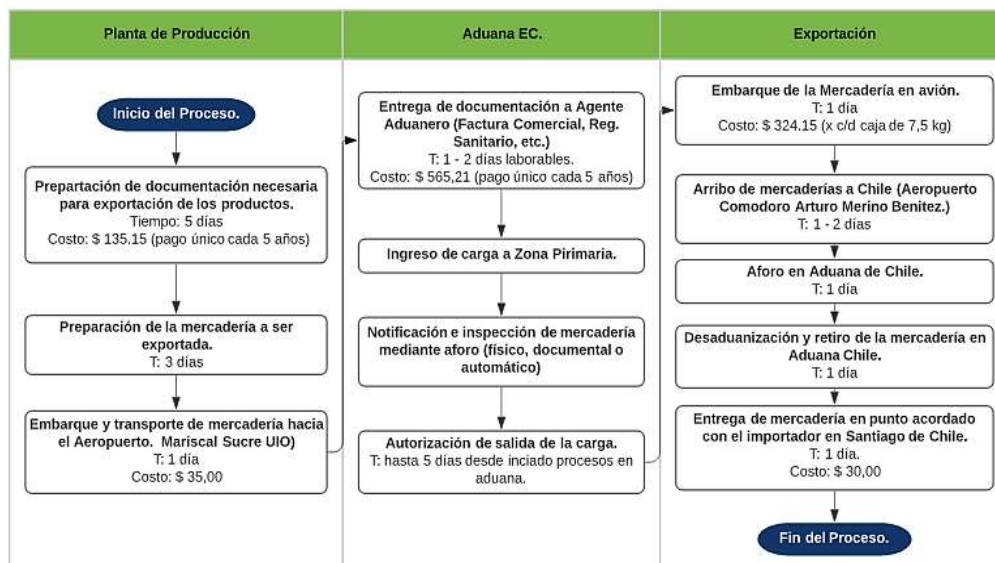 Planta de Producción
Inicio del Proceso.
Prepartación de documentación necesaria
para exportación de los productos.
Tiempo: 5 días
Costo: $ 135.15 (pago único cada 5 años)
Preparación de la mercadería a ser
exportada.
T: 3 días
Embarque y transporte de mercadería hacia
el Aeropuerto. Mariscal Sucre UIO)
T: 1 día
Costo: $ 35,00
Aduana EC.
Entrega de documentación a Agente
Aduanero (Factura Comercial, Reg.
Sanitario, etc.)
T: 1 - 2 días laborables.
Costo: $ 565,21 (pago único cada 5 años)
Ingreso de carga a Zona Pirimaria.
Notificación e inspección de mercadería
mediante aforo (físico, documental o
automático)
Autorización de salida de la carga.
T: hasta 5 días desde inciado procesos en
aduana.
Exportación
Embarque de la Mercadería en avión.
T: 1 día
Costo: $ 324.15 (x c/d caja de 7,5 kg)
Arribo de mercaderías a Chile (Aeropuerto
Comodoro Arturo Merino Benitez.)
T: 1 - 2 días
Aforo en Aduana de Chile.
T: 1 día
Desaduanización y retiro de la mercadería en
Aduana Chile.
T: 1 día
Entrega de mercadería en punto acordado
con el importador en Santiago de Chile.
T: 1 día.
Costo: $ 30,00
Fin del Proceso.